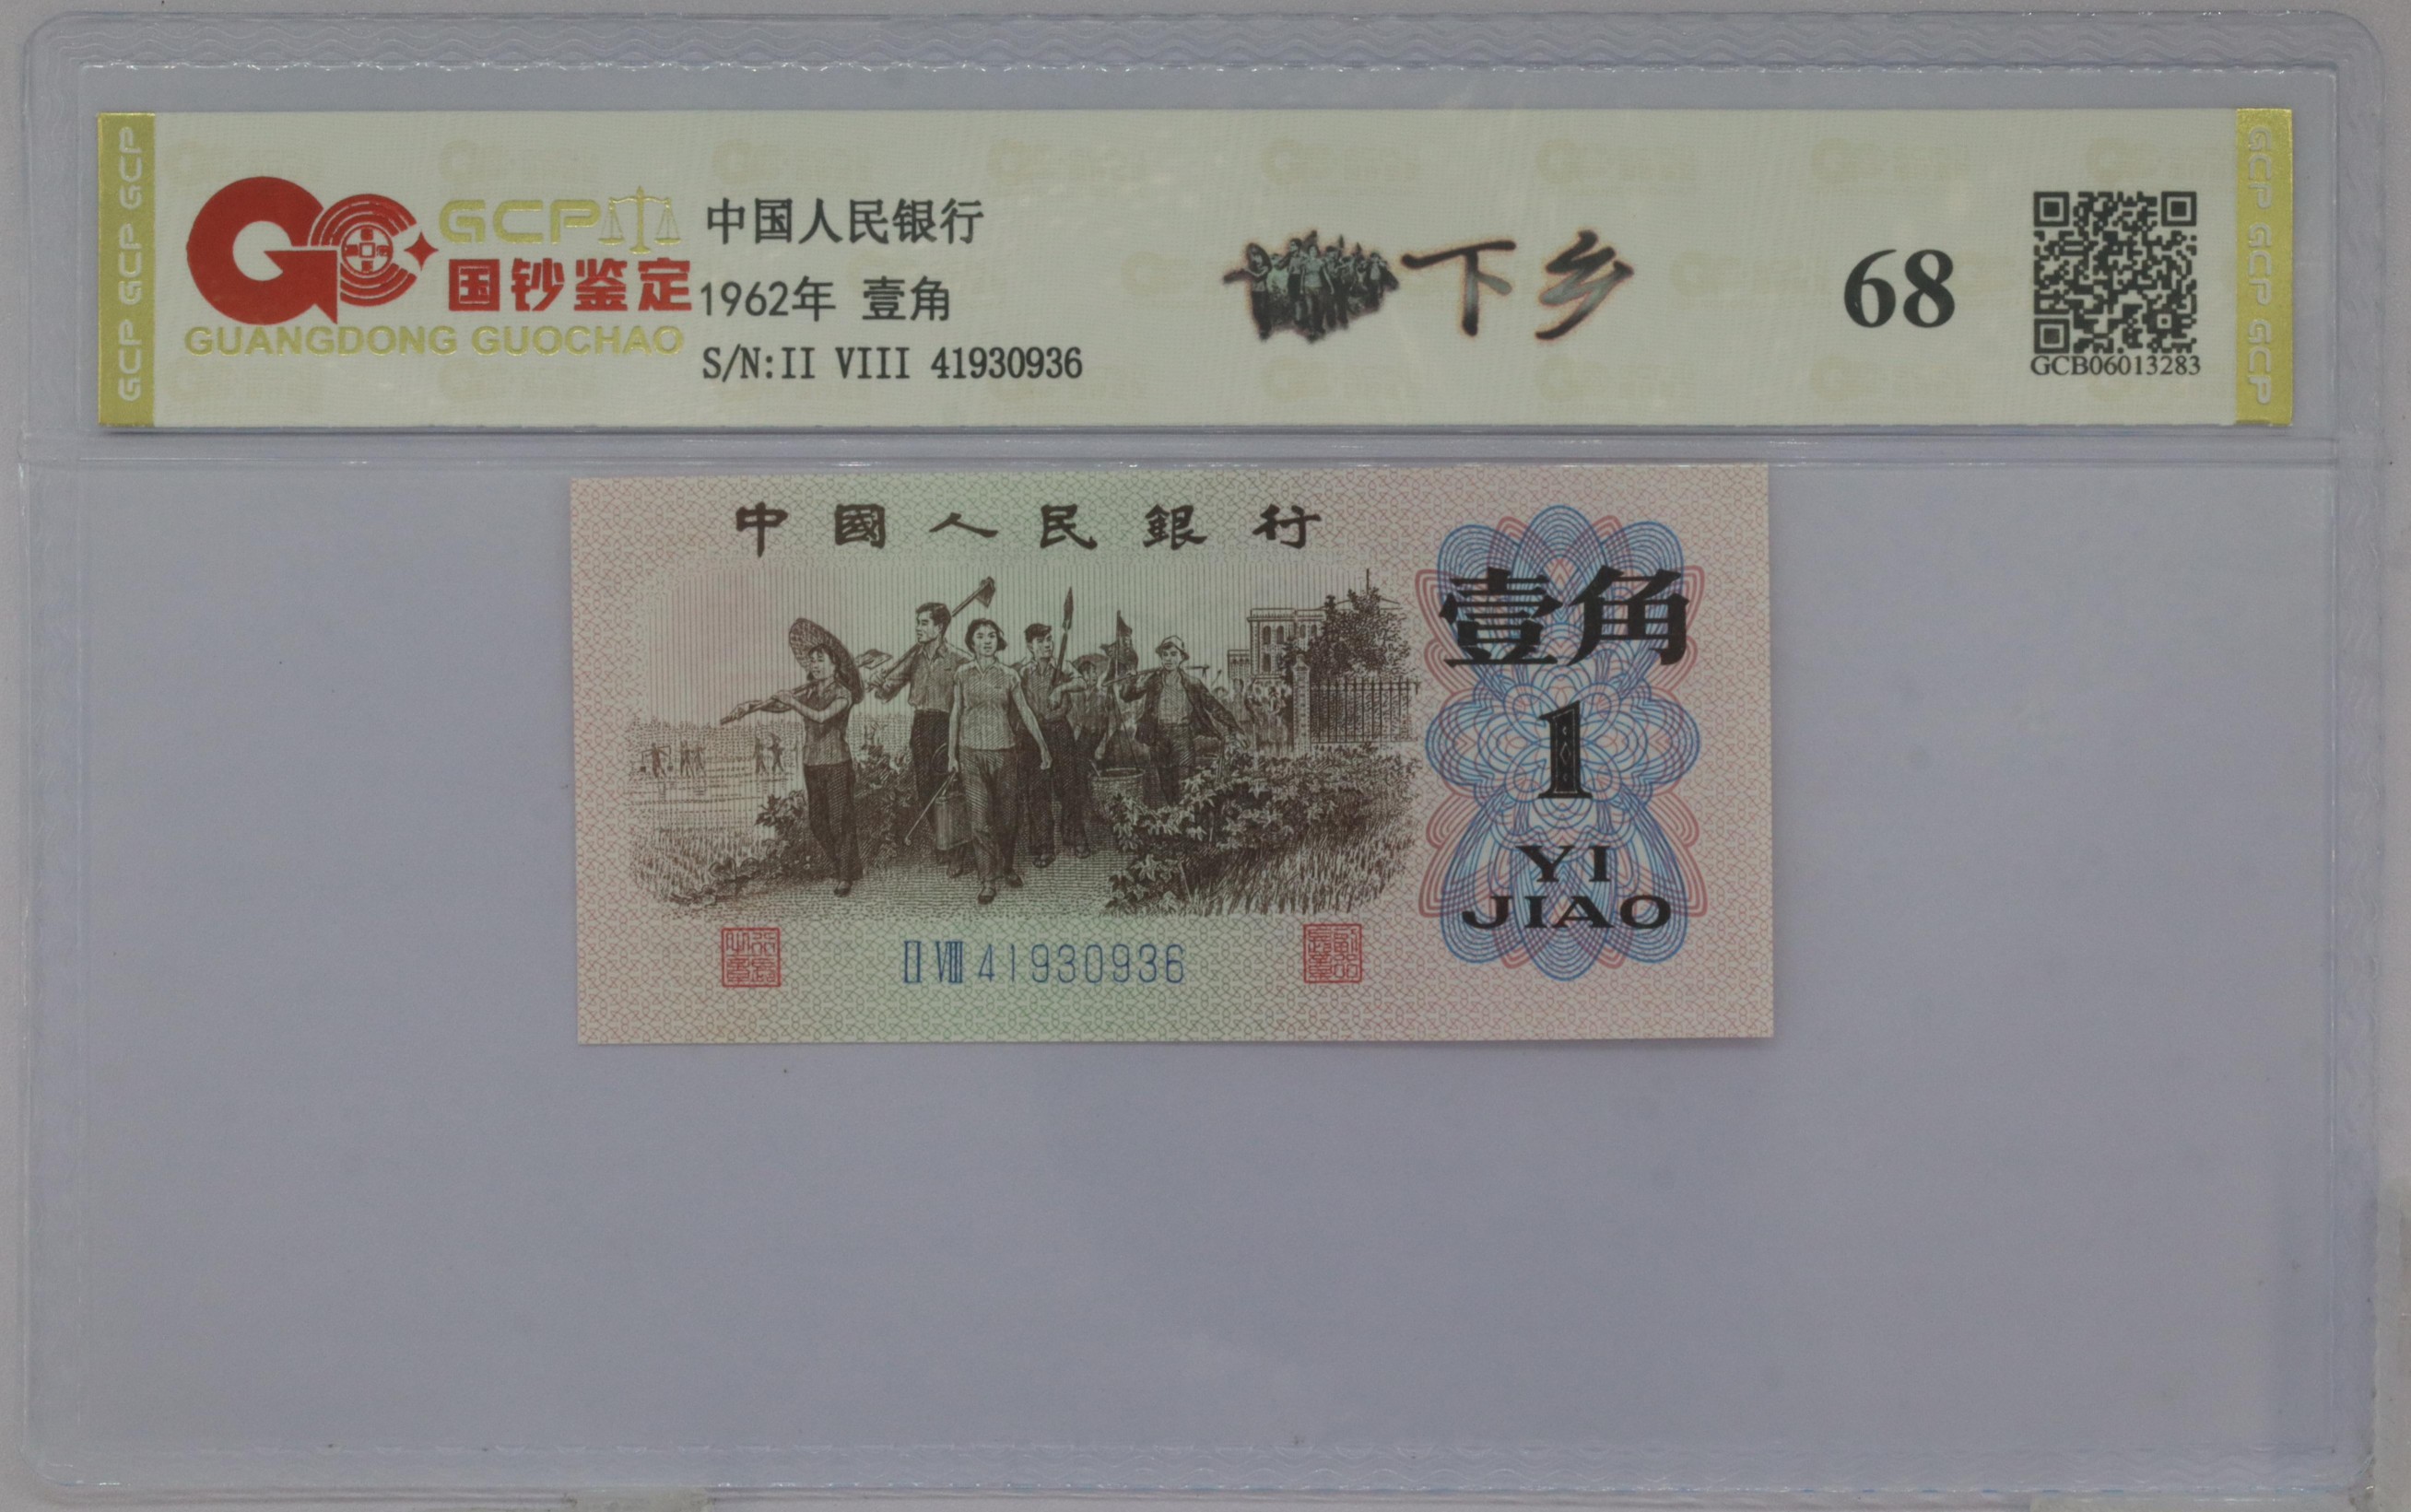 GCP GCP GCP
GCP
国钞鉴定
GUANGDONG GUOCHAO
中国人民银行
1962年 壹角
S/N:II VIII 41930936
下乡
68
GCB06013283
GCP GCP GCP
中國人民銀行
壹角
1
YI
JIAO
II VIII 41930936